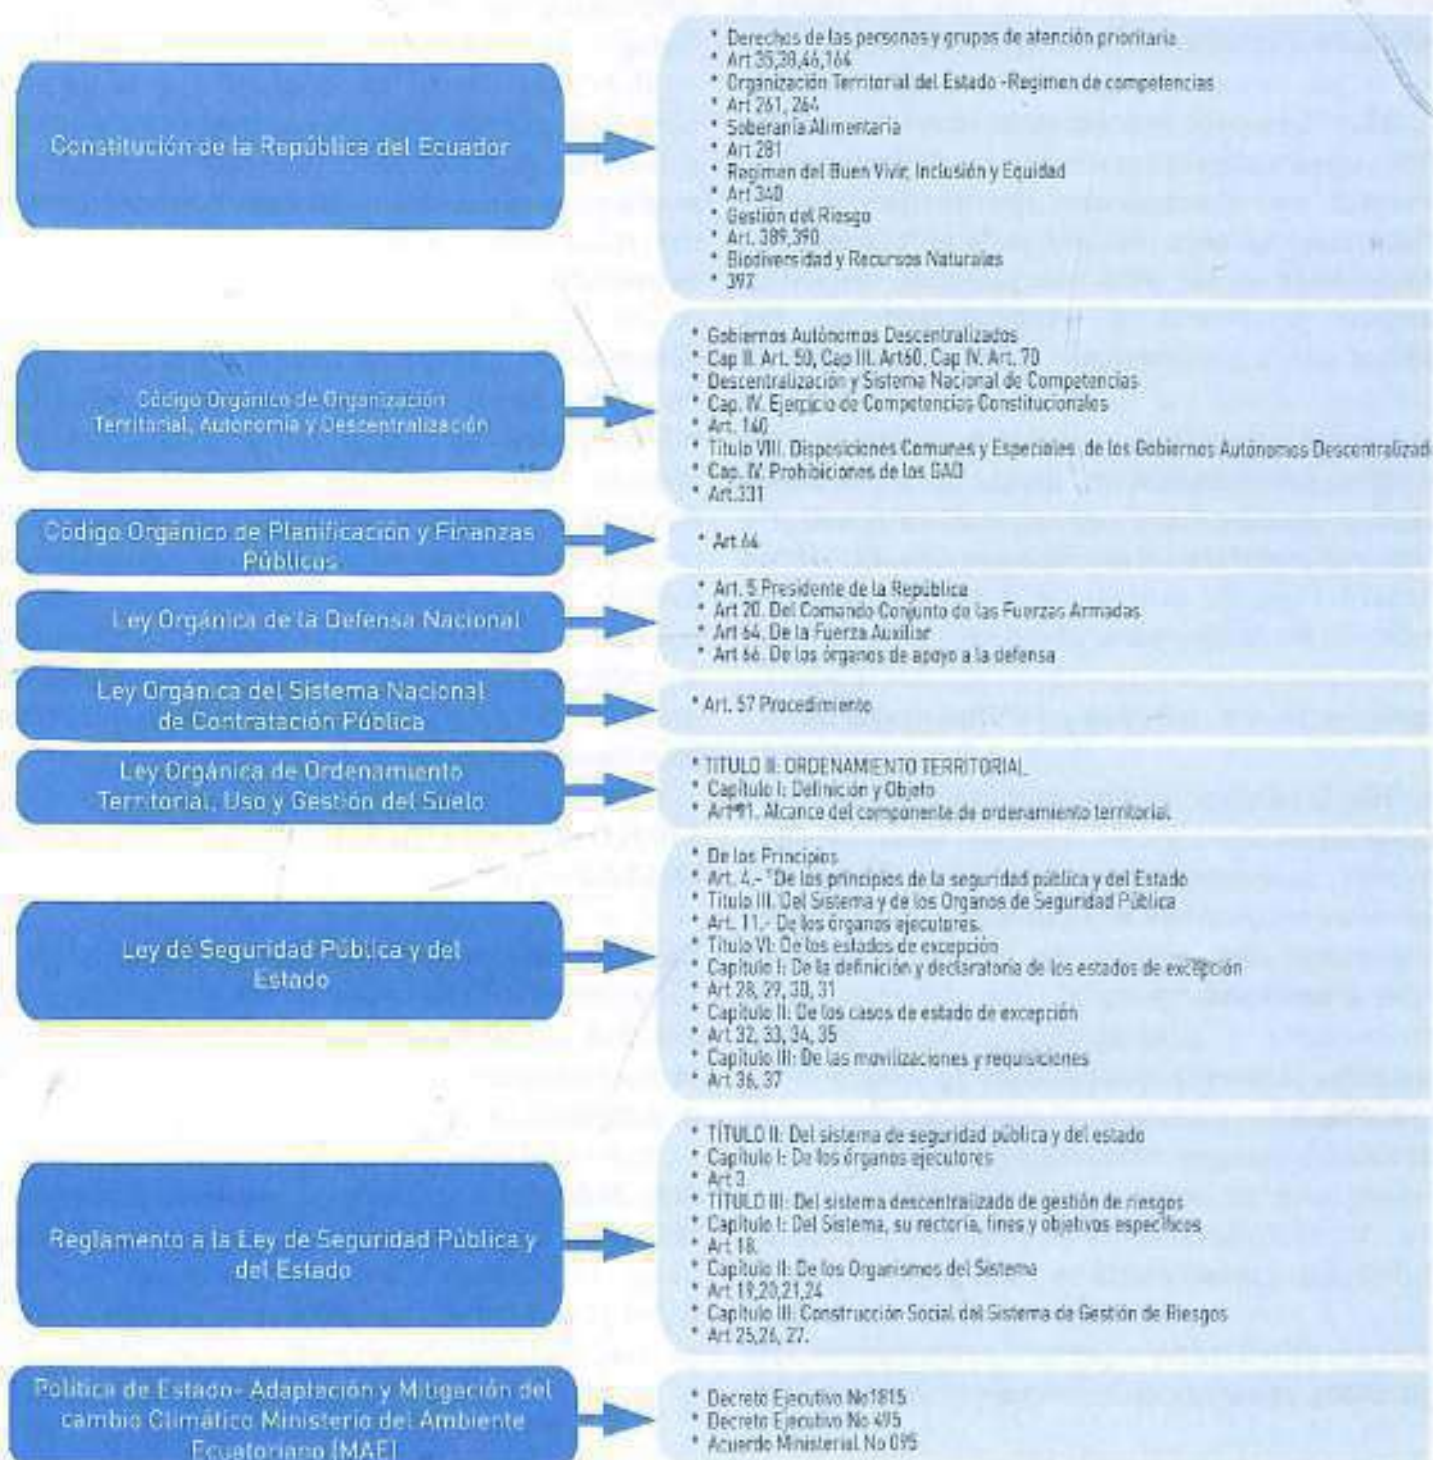 Constitución de la República del Ecuador
* Derechos de las personas y grupos de atención prioritaria
* Art 35,38,46,164
* Organización Territorial del Estado -Regimen de competencias
* Art 261, 264
* Soberanía Alimentaria
* Art 281
* Regimen del Buen Vivir, Inclusión y Equidad
* Art 340
* Gestión del Riesgo
* Art. 389,390
* Biodiversidad y Recursos Naturales
* 397
Código Orgánico de Organización
Territorial, Autonomía y Descentralización
* Gobiernos Autónomos Descentralizados
* Cap II. Art. 50, Cap III. Art60. Cap IV. Art. 70
* Descentralización y Sistema Nacional de Competencias
* Cap. IV. Ejercicio de Competencias Constitucionales
* Art. 140
* Titulo VIII. Disposiciones Comunes y Especiales de los Gobiernos Autónomos Descentralizad
* Cap. IV. Prohibiciones de los GAD
* Art.331
Código Orgánico de Planificación y Finanzas
Públicas
* Art 64
Ley Orgánica de la Defensa Nacional
* Art. 5 Presidente de la República
* Art 20. Del Comando Conjunto de las Fuerzas Armadas
* Art 64. De la Fuerza Auxiliar
* Art 66. De los órganos de apoyo a la defensa
Ley Orgánica del Sistema Nacional
de Contratación Pública
* Art. 57 Procedimiento
Ley Orgánica de Ordenamiento
Territorial, Uso y Gestión del Suelo
* TITULO II: ORDENAMIENTO TERRITORIAL
* Capítulo I: Definición y Objeto
* Alcance del componente de ordenamiento territorial
Ley de Seguridad Pública y del
Estado
* De los Principios
* Art. 4.- "De los principios de la seguridad pública y del Estado
* Titulo III. Del Sistema y de los Organos de Seguridad Pública
* Art. 11.- De los órganos ejecutores.
* Titulo VI: De los estados de excepción
* Capítulo I: De la definición y declaratoria de los estados de excepción
* Art 28, 29, 30, 31
* Capítulo II: De los casos de estado de excepción
* Art 32, 33, 34, 35
* Capítulo III: De las movilizaciones y requisiciones
* Art 36, 37
Reglamento a la Ley de Seguridad Pública y
del Estado
* TÍTULO II: Del sistema de seguridad pública y del estado
* Capítulo I: De los órganos ejecutores
* Art 3
* TÍTULO III: Del sistema descentralizado de gestión de riesgos
* Capítulo I: Del Sistema, su rectoría, fines y objetivos específicos
* Art 18.
* Capítulo II: De los Organismos del Sistema
* Art 19,20,21,24
* Capítulo III: Construcción Social del Sistema de Gestión de Riesgos
* Art 25,26, 27.
Política de Estado- Adaptación y Mitigación del
cambio Climático Ministerio del Ambiente
Ecuatoriano (MAE)
* Decreto Ejecutivo No1815
* Decreto Ejecutivo No 495
* Acuerdo Ministerial No 095